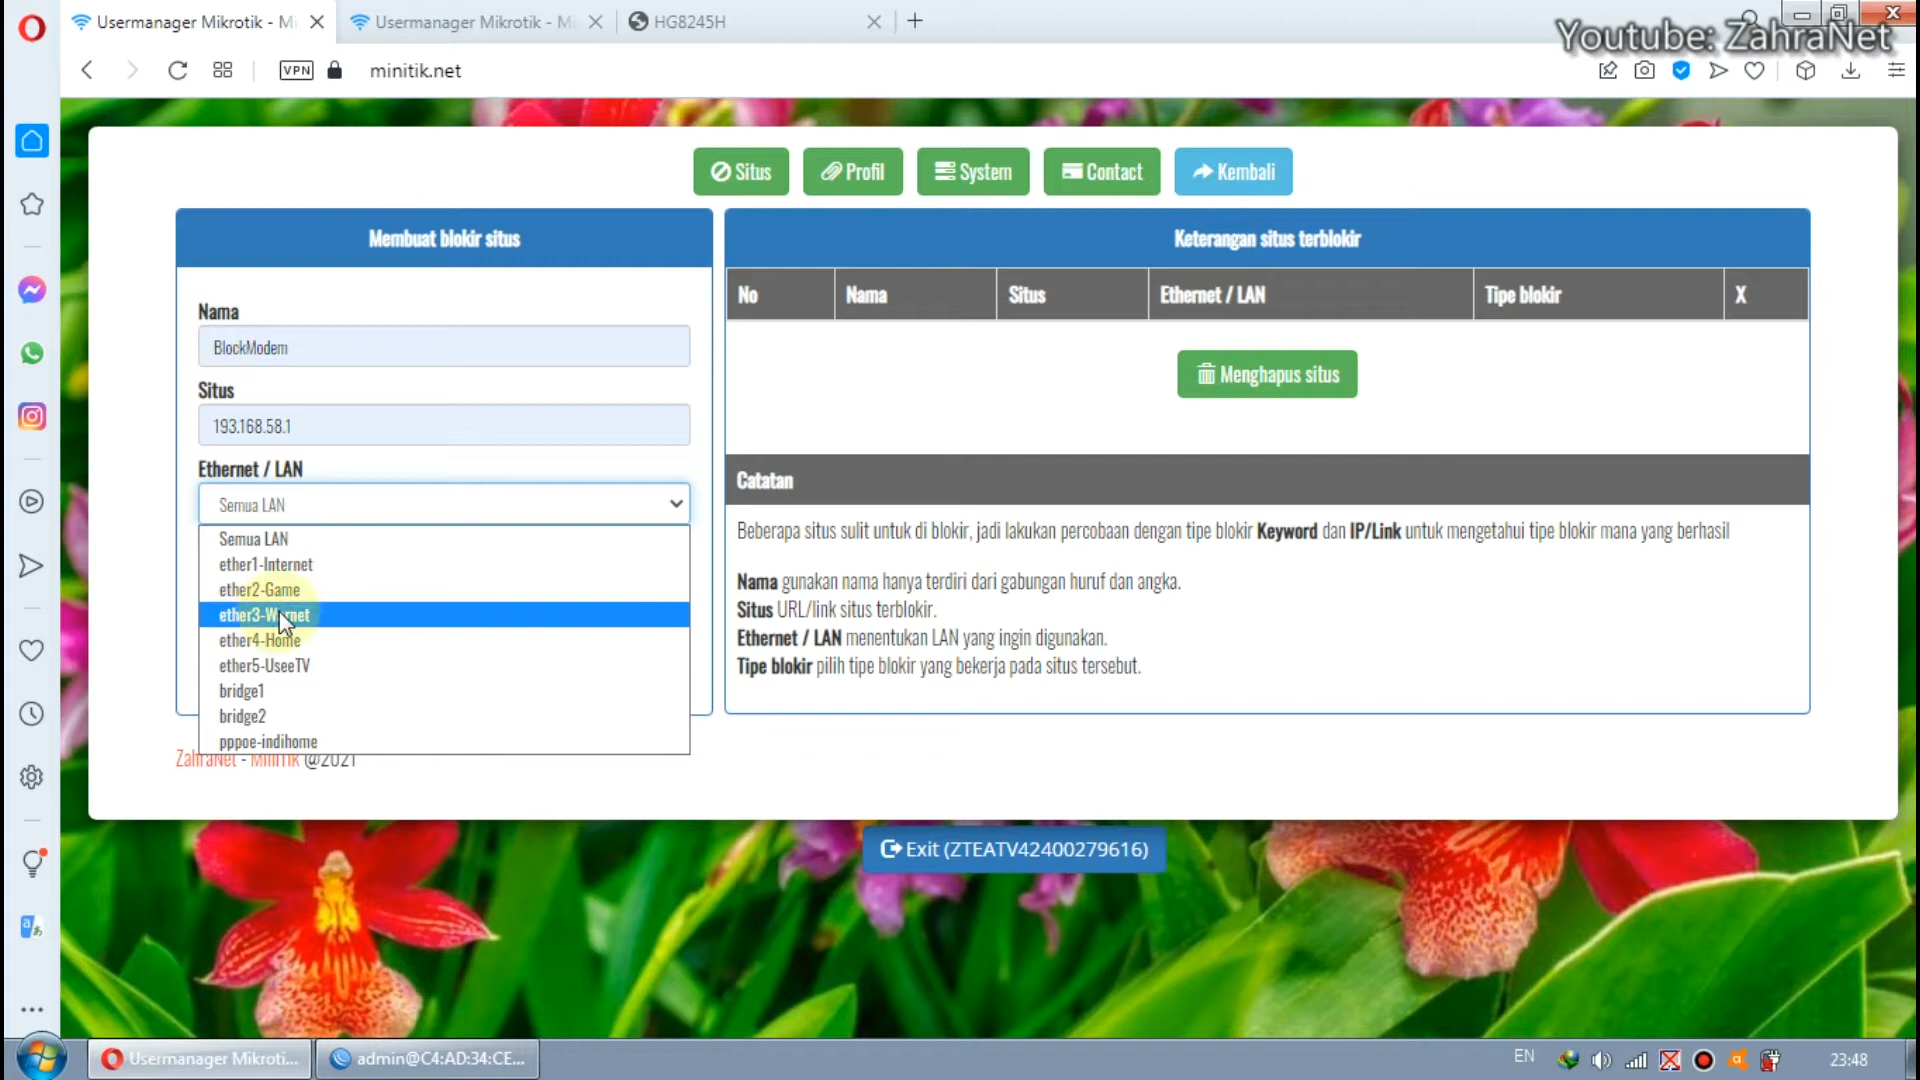 Usermanager Mikrotik - Mi
Usermanager Mikrotik - M
HG8245H
Youtube: ZahraNet
VPN
minitik.net
Situs
Profil
System
Contact
Kembali
Membuat blokir situs
Nama
BlockModem
Situs
193.168.58.1
Ethernet / LAN
Semua LAN
Semua LAN
ether1-Internet
ether2-Game
ether3-Warnet
ether4-Home
ether5-UseeTV
bridge1
bridge2
pppoe-indihome
ZahraNet - MiniTik @2021
Keterangan situs terblokir
No Nama Situs Ethernet / LAN Tipe blokir X
Menghapus situs
Catatan
Beberapa situs sulit untuk di blokir, jadi lakukan percobaan dengan tipe blokir Keyword dan IP/Link untuk mengetahui tipe blokir mana yang berhasil
Nama gunakan nama hanya terdiri dari gabungan huruf dan angka.
Situs URL/link situs terblokir.
Ethernet / LAN menentukan LAN yang ingin digunakan.
Tipe blokir pilih tipe blokir yang bekerja pada situs tersebut.
Exit (ZTEATV42400279616)
Usermanager Mikroti...
admin@C4:AD:34:CE...
EN
23:48